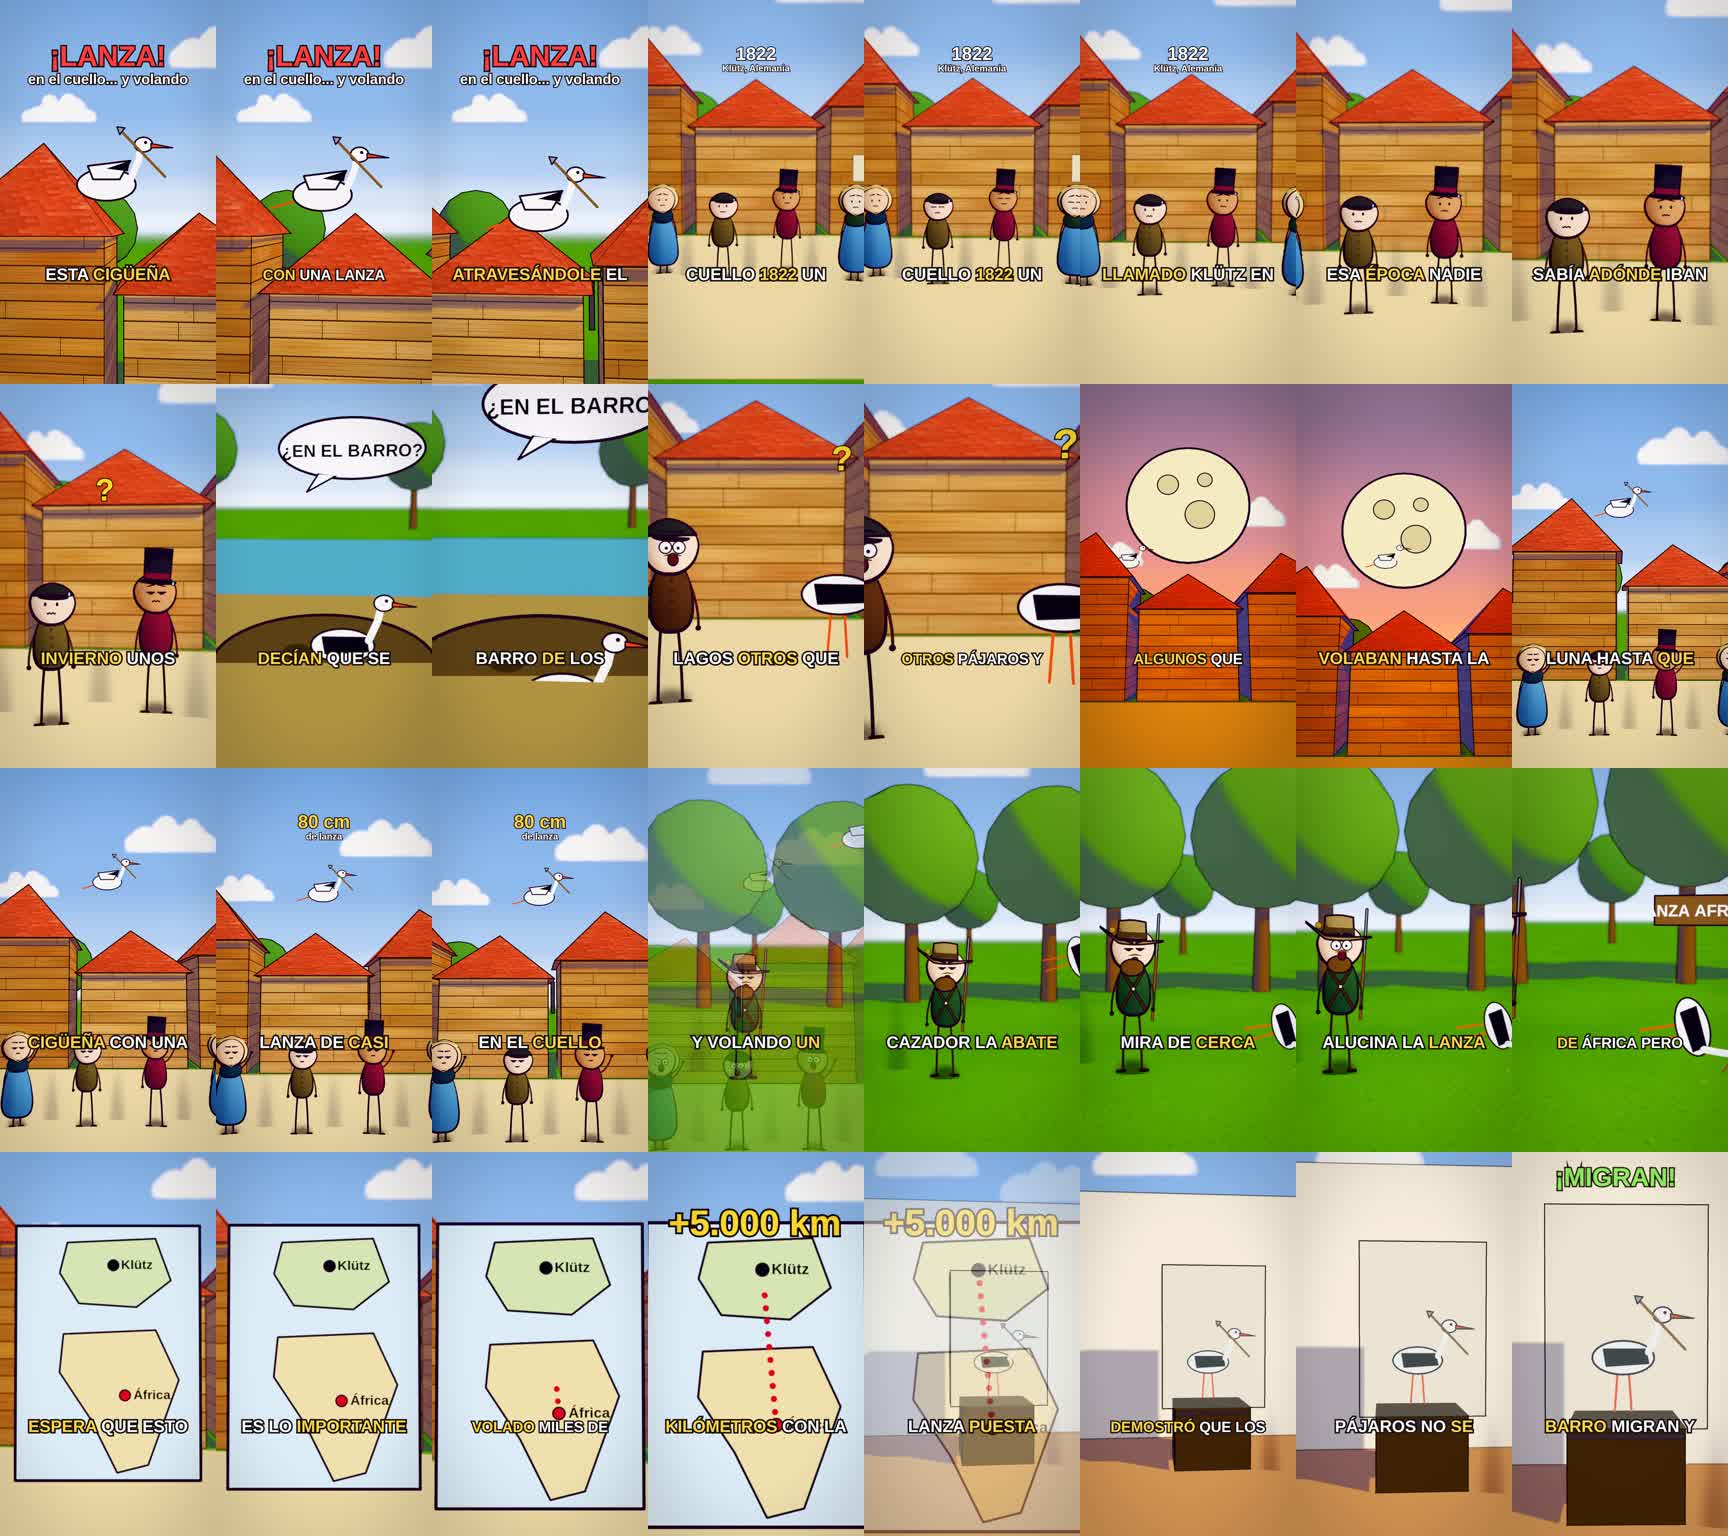 ¡LANZA!
en el cuello... y volando
ESTA CIGÜEÑA
¡LANZA!
en el cuello... y volando
CON UNA LANZA
¡LANZA!
en el cuello... y volando
ATRAVESÁNDOLE EL
1822
Klütz, Alemania
CUELLO 1822 UN
1822
Klütz, Alemania
CUELLO 1822 UN
1822
Klütz, Alemania
LLAMADO KLÜTZ EN
ESA ÉPOCA NADIE
SABÍA ADÓNDE IBAN
?
INVIERNO UNOS
¿EN EL BARRO?
DECÍAN QUE SE
¿EN EL BARRO
BARRO DE LOS
?
LAGOS OTROS QUE
?
OTROS PÁJAROS Y
ALGUNOS QUE
VOLABAN HASTA LA
LUNA HASTA QUE
CIGÜEÑA CON UNA
80 cm
de lanza
LANZA DE CASI
80 cm
de lanza
EN EL CUELLO
Y VOLANDO UN
CAZADOR LA ABATE
MIRA DE CERCA
ALUCINA LA LANZA
NZA AFR
DE ÁFRICA PERO
Klütz
África
ESPERA QUE ESTO
Klütz
África
ES LO IMPORTANTE
Klütz
África
VOLADO MILES DE
+5.000 km
Klütz
KILÓMETROS CON LA
+5.000 km
Klütz
LANZA PUESTA
DEMOSTRÓ QUE LOS
PÁJAROS NO SE
¡MIGRAN!
BARRO MIGRAN Y